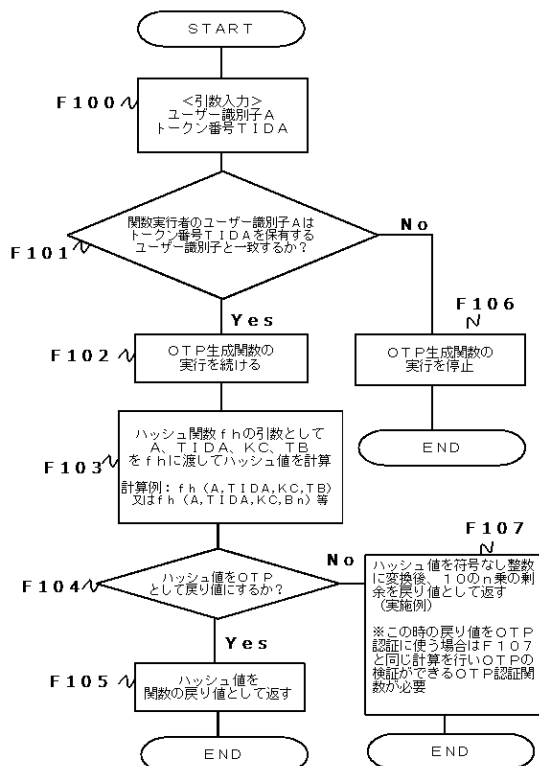 START
F100
<引数入力>
ユーザー識別子A
トークン番号TIDA
関数実行者のユーザー識別子Aは
トークン番号TIDAを保有する
ユーザー識別子と一致するか?
F101
No
Yes
F106
F102
OTP生成関数の
実行を続ける
OTP生成関数の
実行を停止
END
F103
ハッシュ関数fhの引数として
A、TIDA、KC、TB
をfhに渡してハッシュ値を計算
計算例:fh(A,TIDA,KC,TB)
又はfh(A,TIDA,KC,Bn)等
F104
ハッシュ値をOTP
として戻り値にするか?
No
Yes
F107
ハッシュ値を符号なし整数
に変換後、10のn乗の剰
余を戻り値として返す
(実施例)
※この時の戻り値をOTP
認証に使う場合はF107
と同じ計算を行いOTPの
検証ができるOTP認証関
数が必要
F105
ハッシュ値を
関数の戻り値として返す
END
END